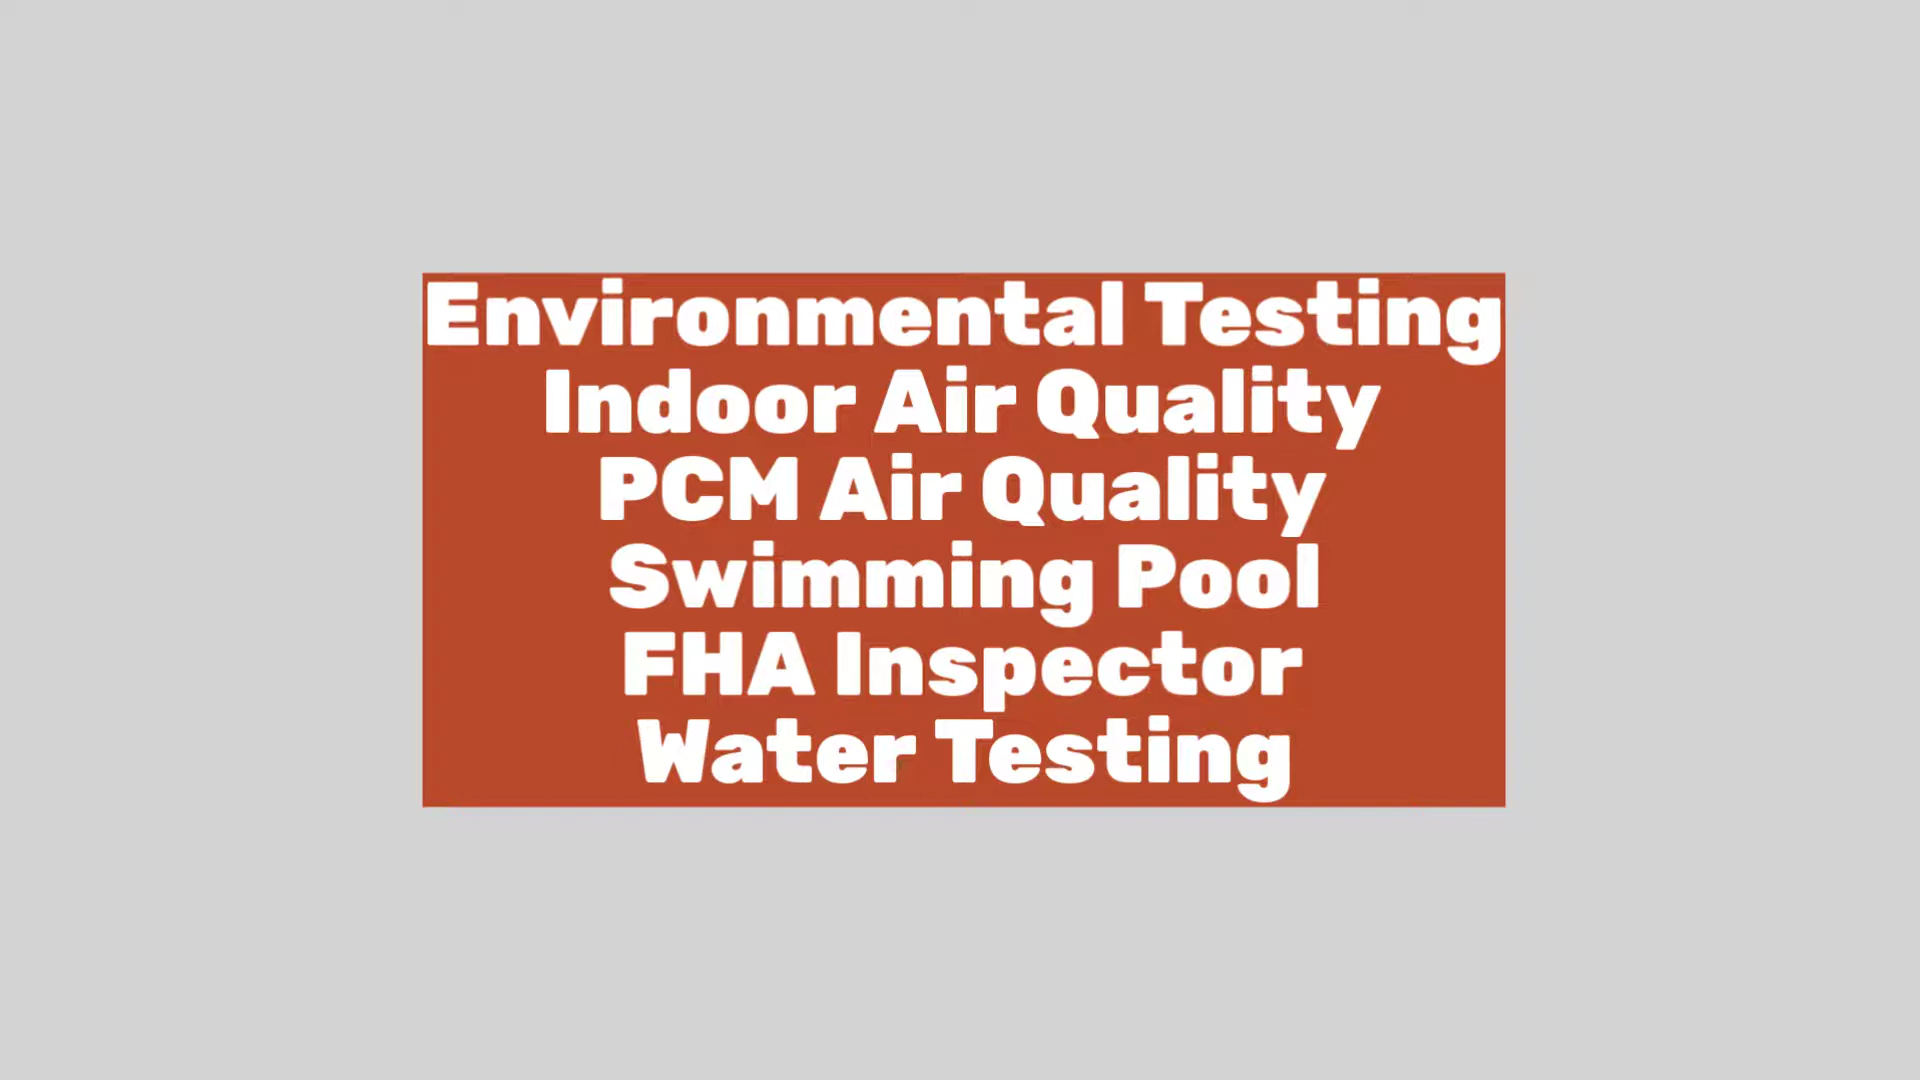 Environmental Testing
Indoor Air Quality
PCM Air Quality
Swimming Pool
FHA Inspector
Water Testing